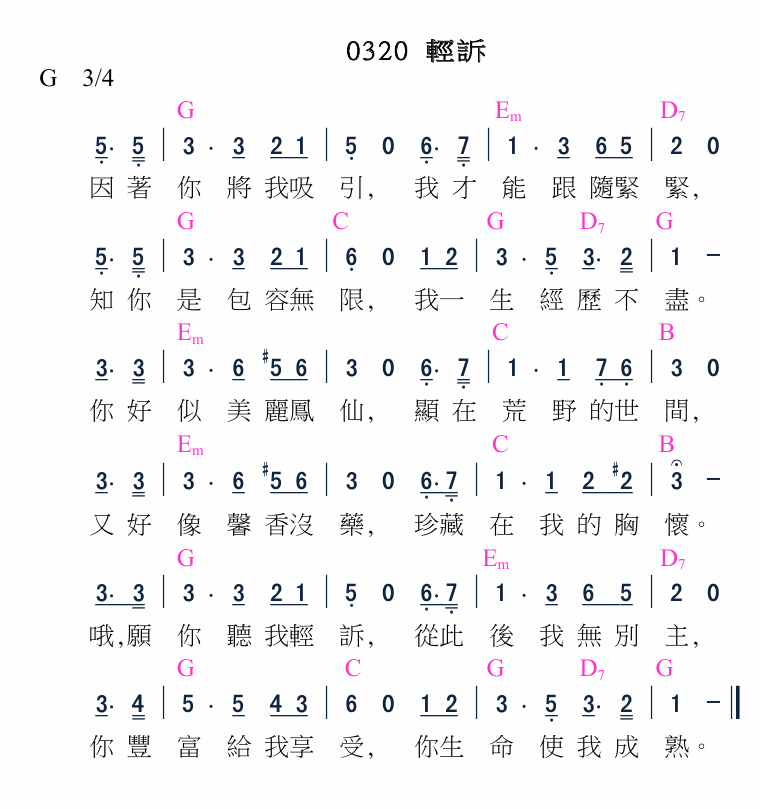 0320 輕訴
G 3/4
G Em D7
5. 5 | 3 . 3 2 1 | 5 0 6. 7 | 1 . 3 6 5 | 2 0
因著你將我吸引，我才能跟隨緊緊，
G C G D7 G
5. 5 | 3 . 3 2 1 | 6 0 1 2 | 3 . 5 3. 2 | 1 –
知你是包容無限，我一生經歷不盡。
Em C B
3. 3 | 3 . 6 #5 6 | 3 0 6. 7 | 1 . 1 7 6 | 3 0
你好似美麗鳳仙，顯在荒野的世間，
Em C B
3. 3 | 3 . 6 #5 6 | 3 0 6. 7 | 1 . 1 2 #2 | 3 –
又好像馨香沒藥，珍藏在我的胸懷。
G Em D7
3. 3 | 3 . 3 2 1 | 5 0 6. 7 | 1 . 3 6 5 | 2 0
哦，願你聽我輕訴，從此後我無別主，
G C G D7 G
3. 4 | 5 . 5 4 3 | 6 0 1 2 | 3 . 5 3. 2 | 1 – ‖
你豐富給我享受，你生命使我成熟。